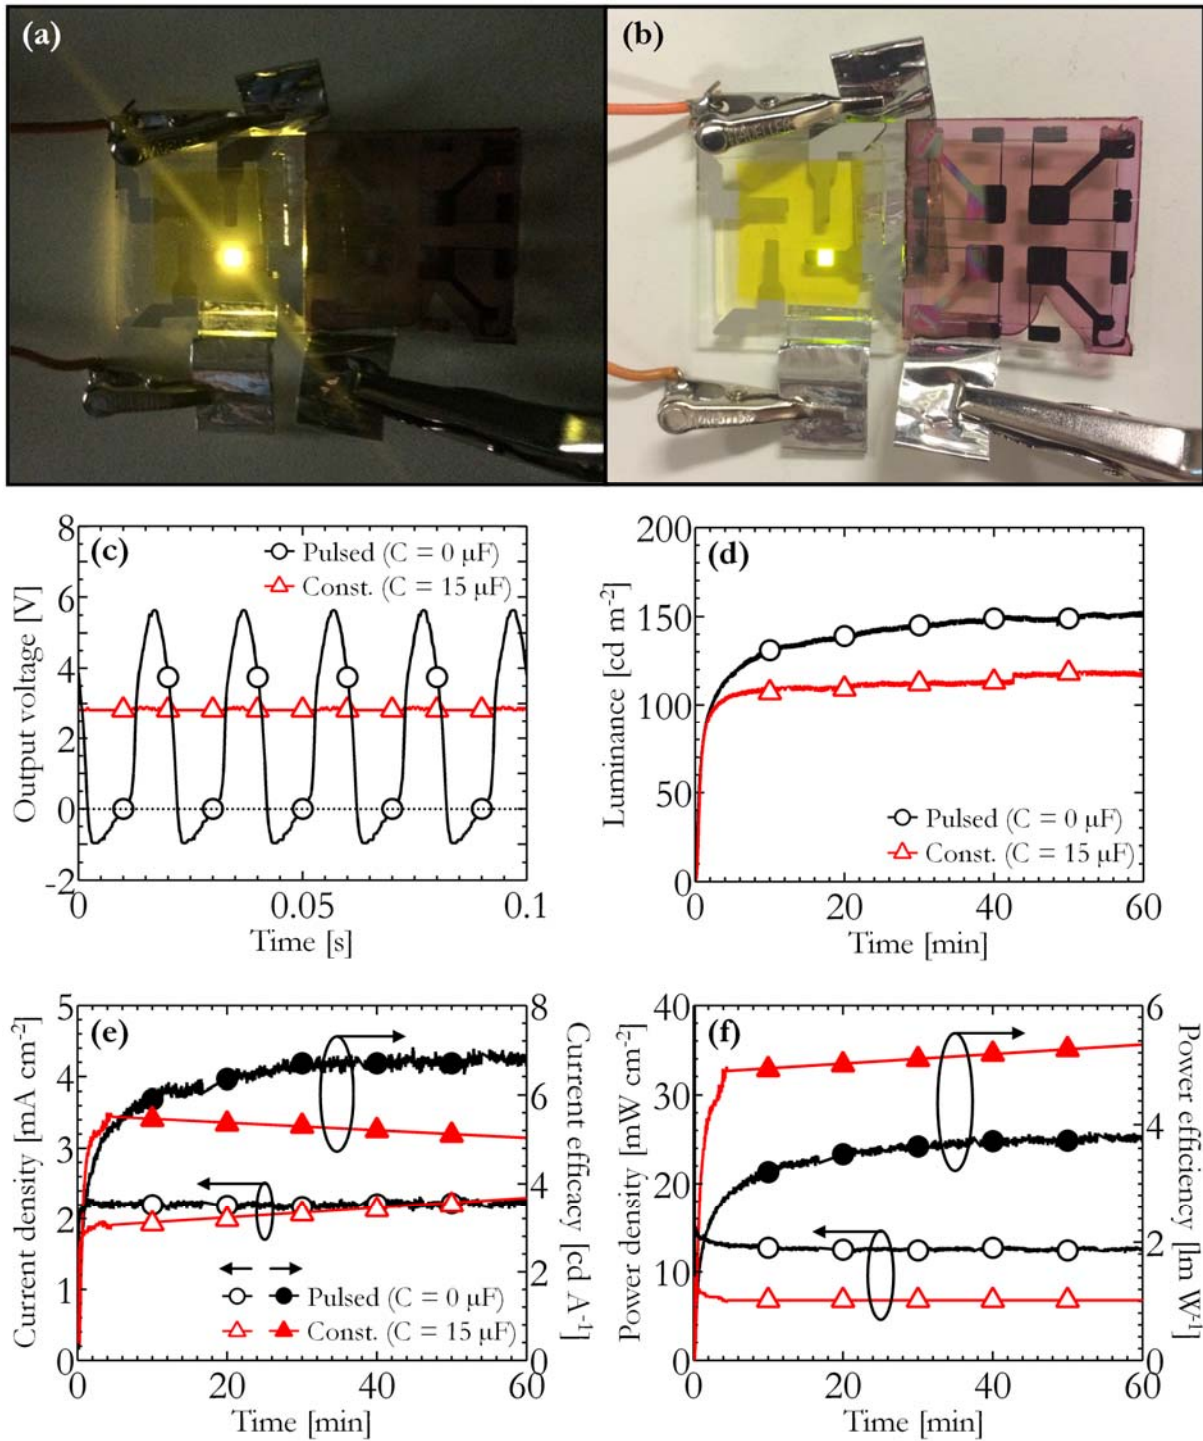 (a)
(b)
8
6
4
2
0
-2
Output voltage [V]
(c)
Pulsed (C = 0 μF)
Const. (C = 15 μF)
0
0.05
0.1
Time [s]
200
150
100
50
0
Luminance [cd m⁻²]
(d)
Pulsed (C = 0 μF)
Const. (C = 15 μF)
0
20
40
60
Time [min]
5
4
3
2
1
0
Current density [mA cm⁻²]
(e)
8
6
4
2
0
Current efficacy [cd A⁻¹]
Pulsed (C = 0 μF)
Const. (C = 15 μF)
0
20
40
60
Time [min]
40
30
20
10
0
Power density [mW cm⁻²]
(f)
6
4
2
0
Power efficiency [lm W⁻¹]
0
20
40
60
Time [min]